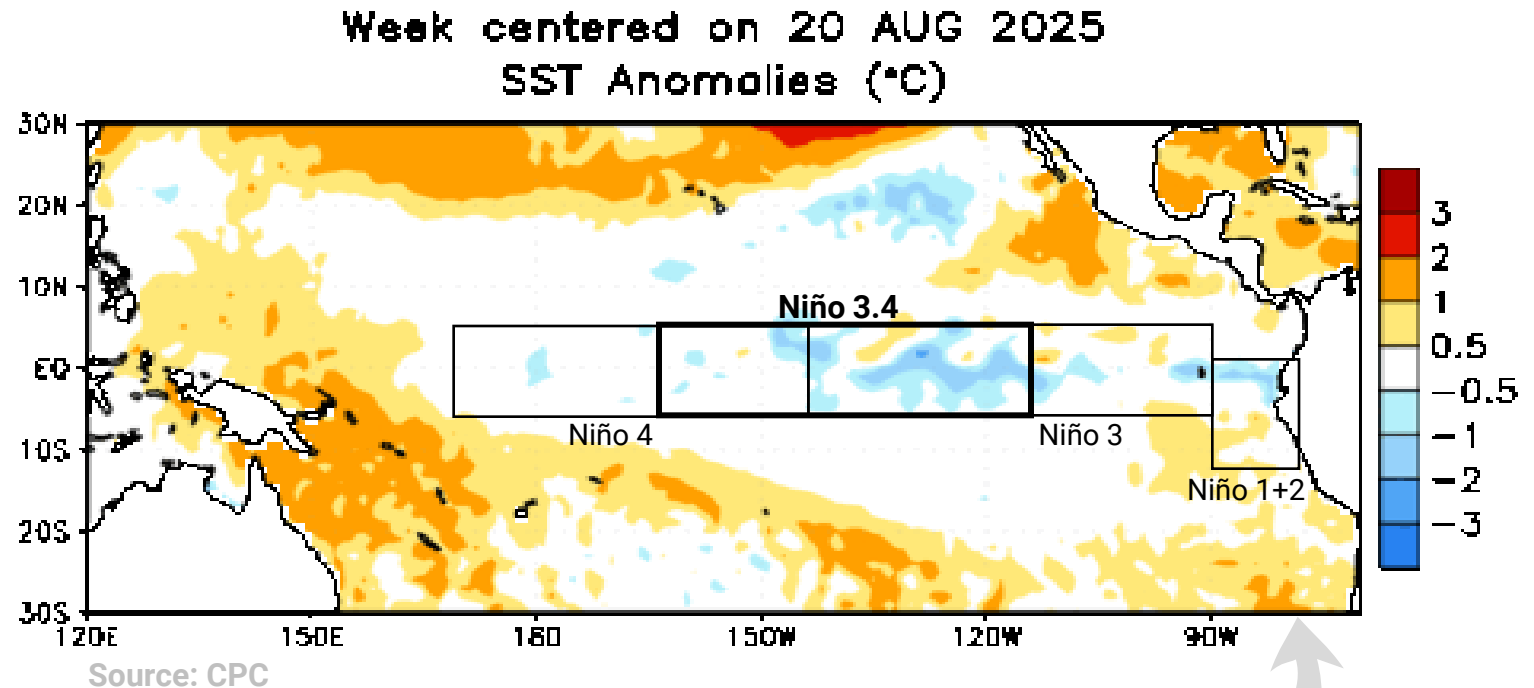 Week centered on 20 AUG 2025
SST Anomalies (°C)
30N
20N
10N
EQ
10S
20S
30S
120E
150E
180
150W
120W
90W
Niño 3.4
Niño 4
Niño 3
Niño 1+2
3
2
1
0.5
−0.5
−1
−2
−3
Source: CPC